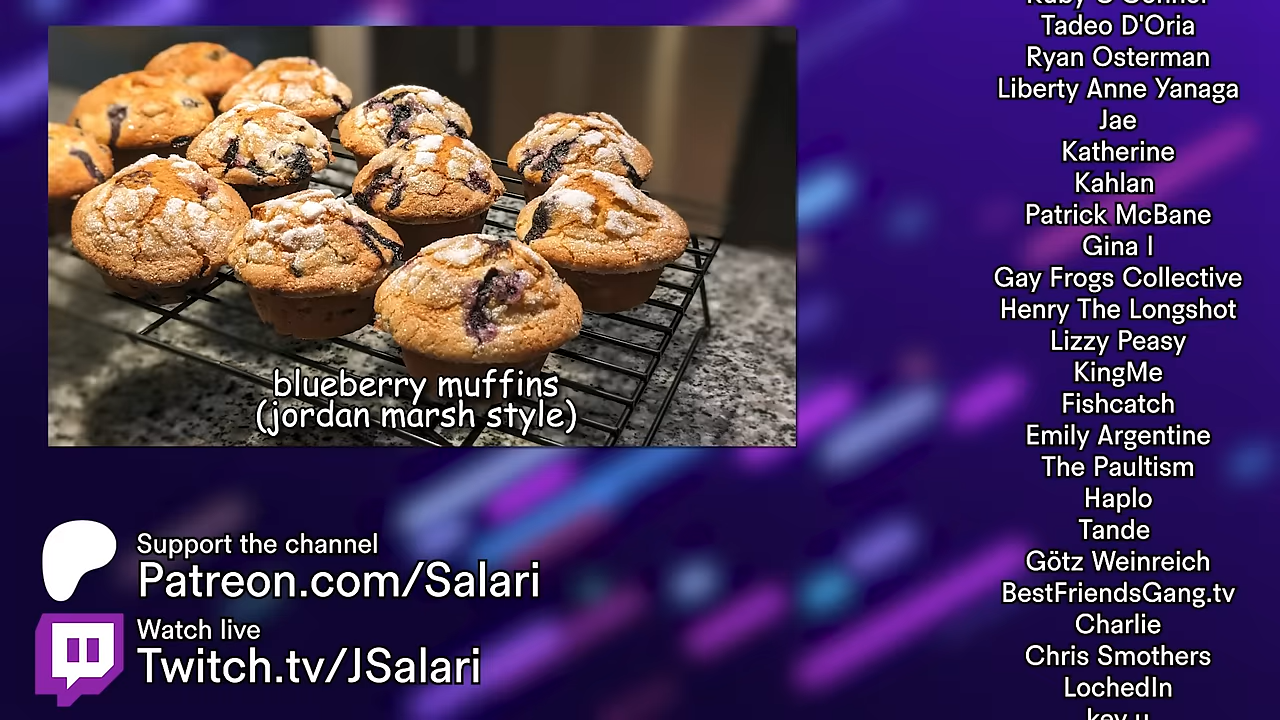 blueberry muffins
(jordan marsh style)
Support the channel
Patreon.com/Salari
Watch live
Twitch.tv/JSalari
Tadeo D'Oria
Ryan Osterman
Liberty Anne Yanaga
Jae
Katherine
Kahlan
Patrick McBane
Gina I
Gay Frogs Collective
Henry The Longshot
Lizzy Peasy
KingMe
Fishcatch
Emily Argentine
The Paultism
Haplo
Tande
Götz Weinreich
BestFriendsGang.tv
Charlie
Chris Smothers
LochedIn